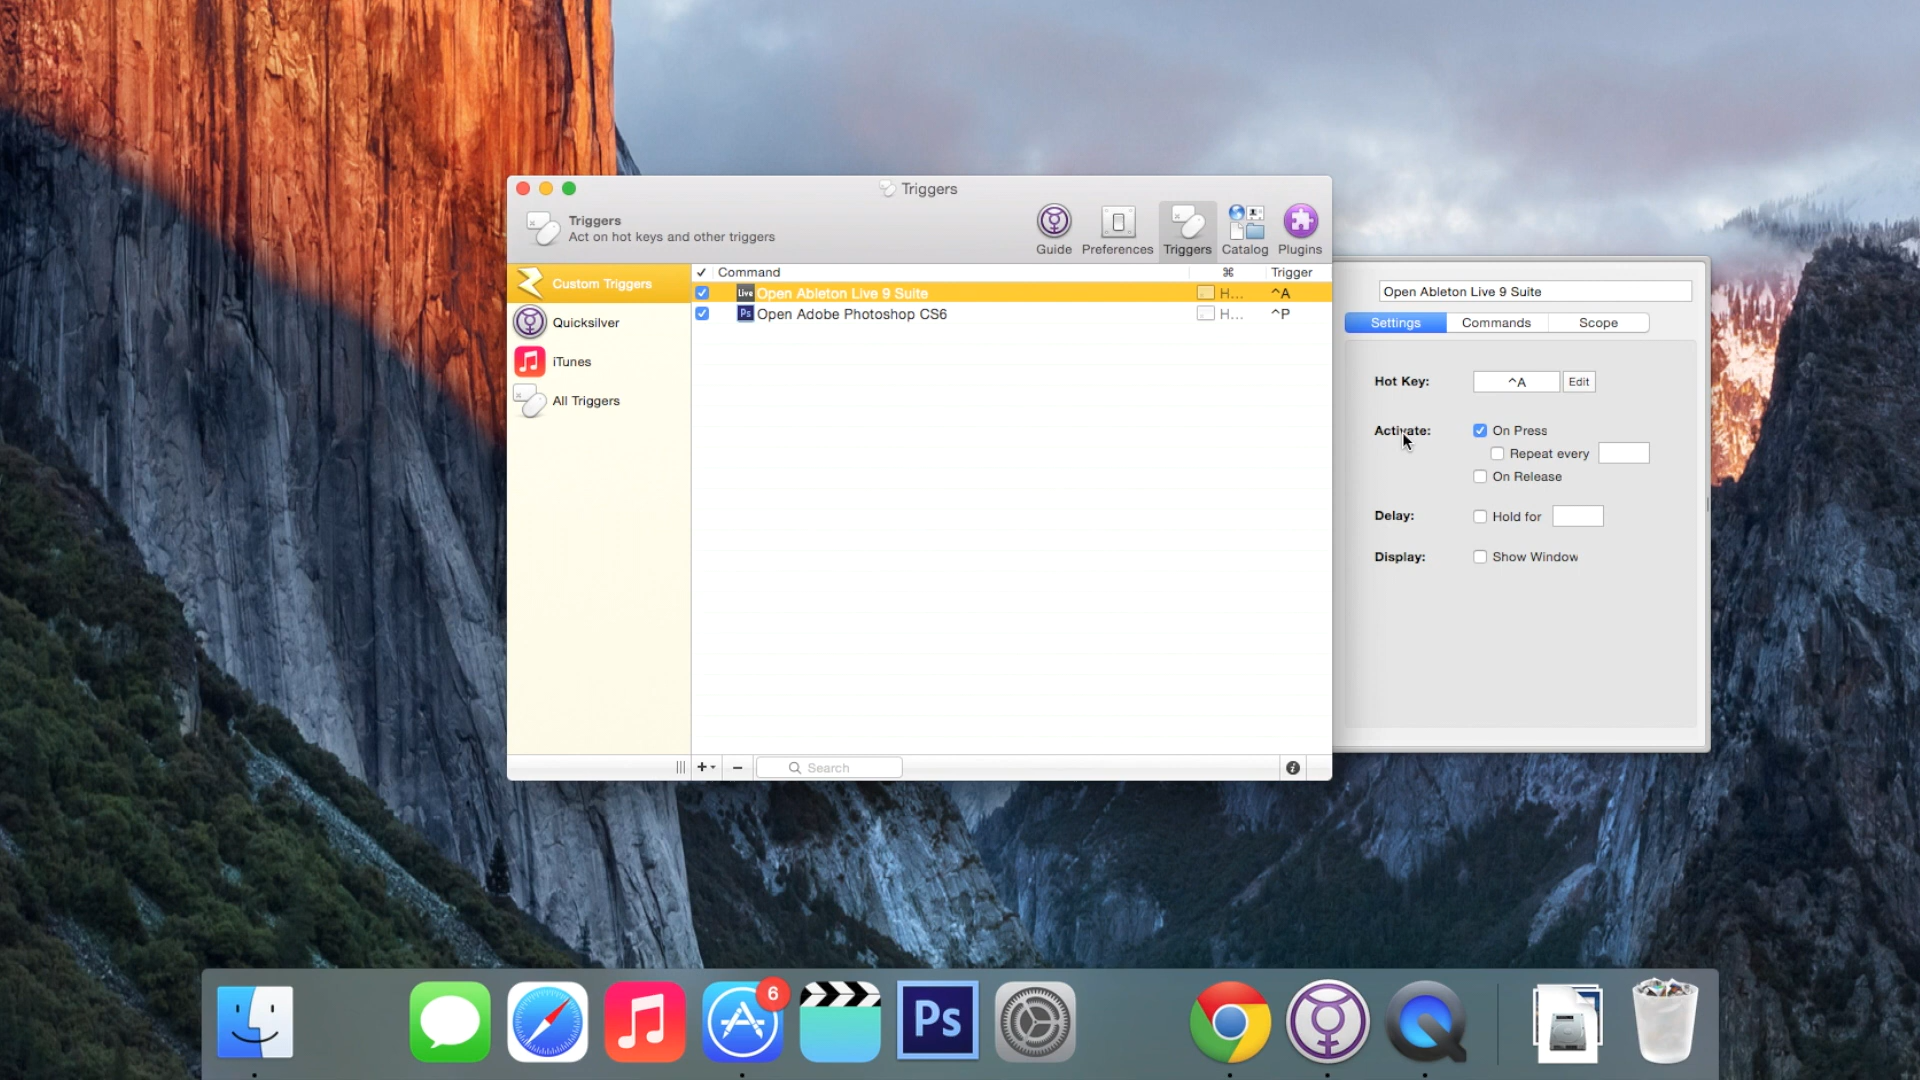 Triggers
Triggers
Act on hot keys and other triggers
Guide Preferences Triggers Catalog Plugins
Custom Triggers
Quicksilver
iTunes
All Triggers
✓ Command ⌘ Trigger
Live Open Ableton Live 9 Suite H... ^A
Ps Open Adobe Photoshop CS6 H... ^P
+ − Search
Open Ableton Live 9 Suite
Settings Commands Scope
Hot Key: ^A Edit
Activate: On Press
Repeat every
On Release
Delay: Hold for
Display: Show Window
6
Ps